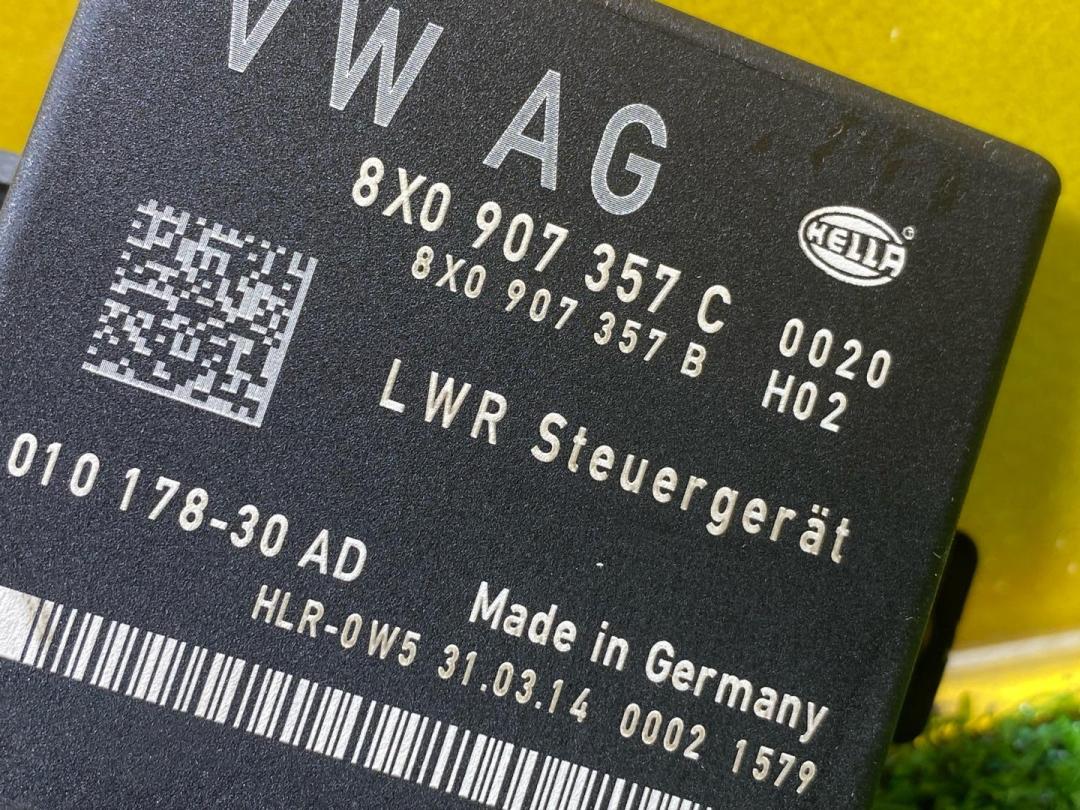 VW AG
8X0 907 357 C 0020
8X0 907 357 B H02
HELLA®
LWR Steuergerät
010 178-30 AD
Made in Germany
HLR-0W5 31.03.14 0002 1579